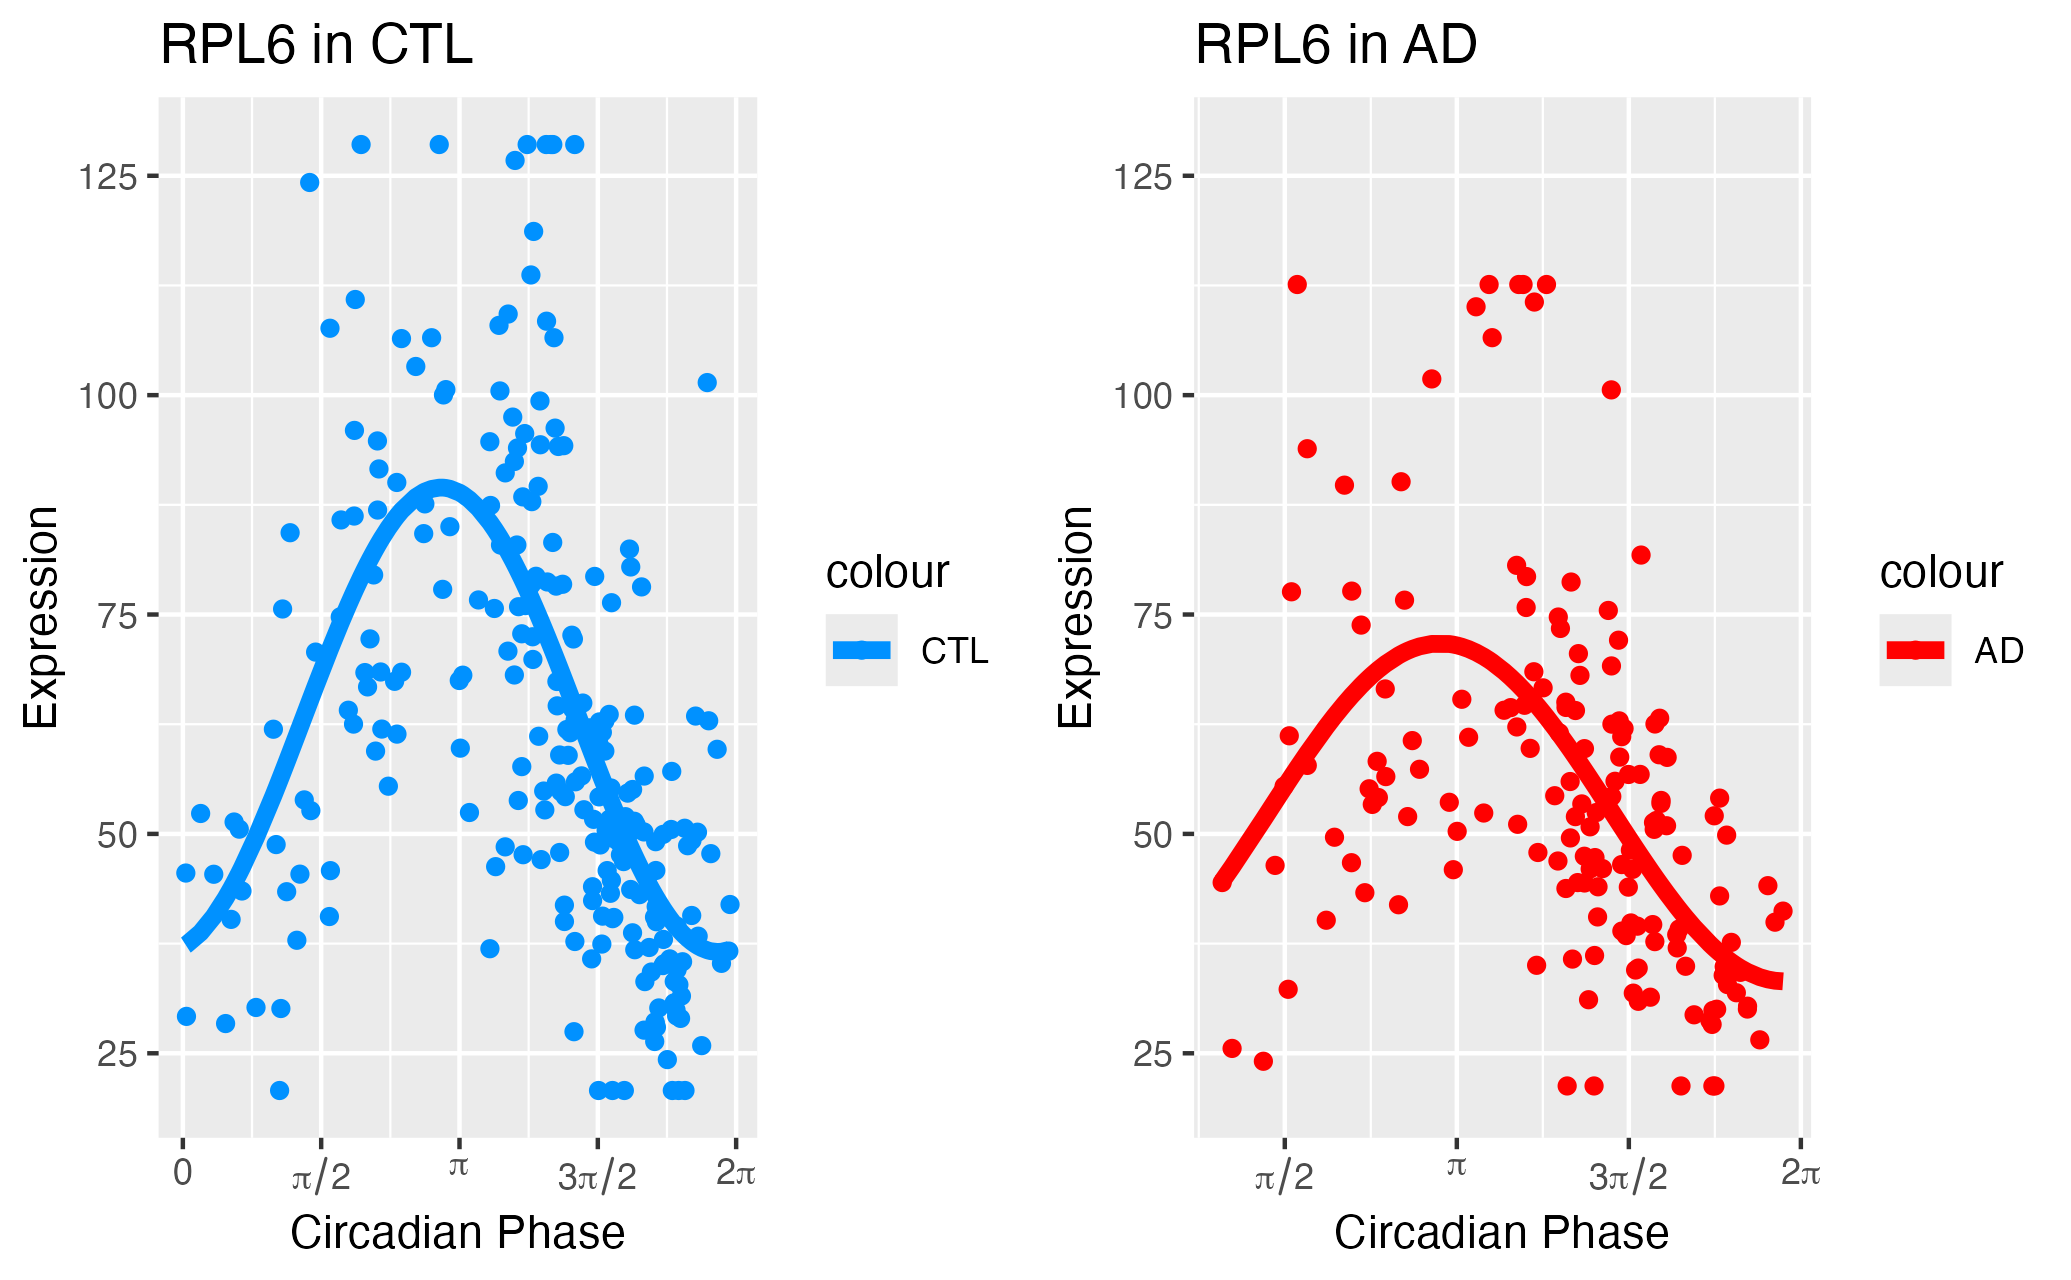 RPL6 in CTL
Expression
125
100
75
50
25
0
π/2
π
3π/2
2π
Circadian Phase
colour
CTL
RPL6 in AD
Expression
125
100
75
50
25
π/2
π
3π/2
2π
Circadian Phase
colour
AD